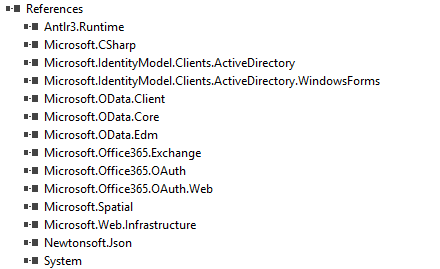 References
Antlr3.Runtime
Microsoft.CSharp
Microsoft.IdentityModel.Clients.ActiveDirectory
Microsoft.IdentityModel.Clients.ActiveDirectory.WindowsForms
Microsoft.OData.Client
Microsoft.OData.Core
Microsoft.OData.Edm
Microsoft.Office365.Exchange
Microsoft.Office365.OAuth
Microsoft.Office365.OAuth.Web
Microsoft.Spatial
Microsoft.Web.Infrastructure
Newtonsoft.Json
System